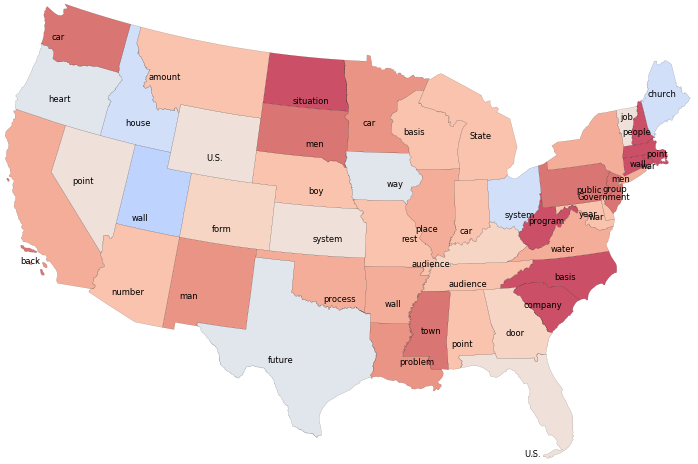 car
amount
heart
house
situation
men
car
basis
State
church
job
people
point
wall
war
U.S.
point
boy
way
men
public
group
Government
year
war
wall
form
system
place
rest
car
system
program
water
back
number
man
audience
audience
process
wall
basis
company
town
point
door
future
problem
U.S.